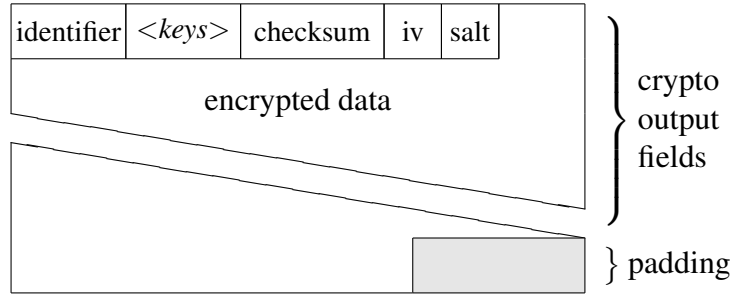 identifier <keys> checksum iv salt
encrypted data
crypto
output
fields
} padding